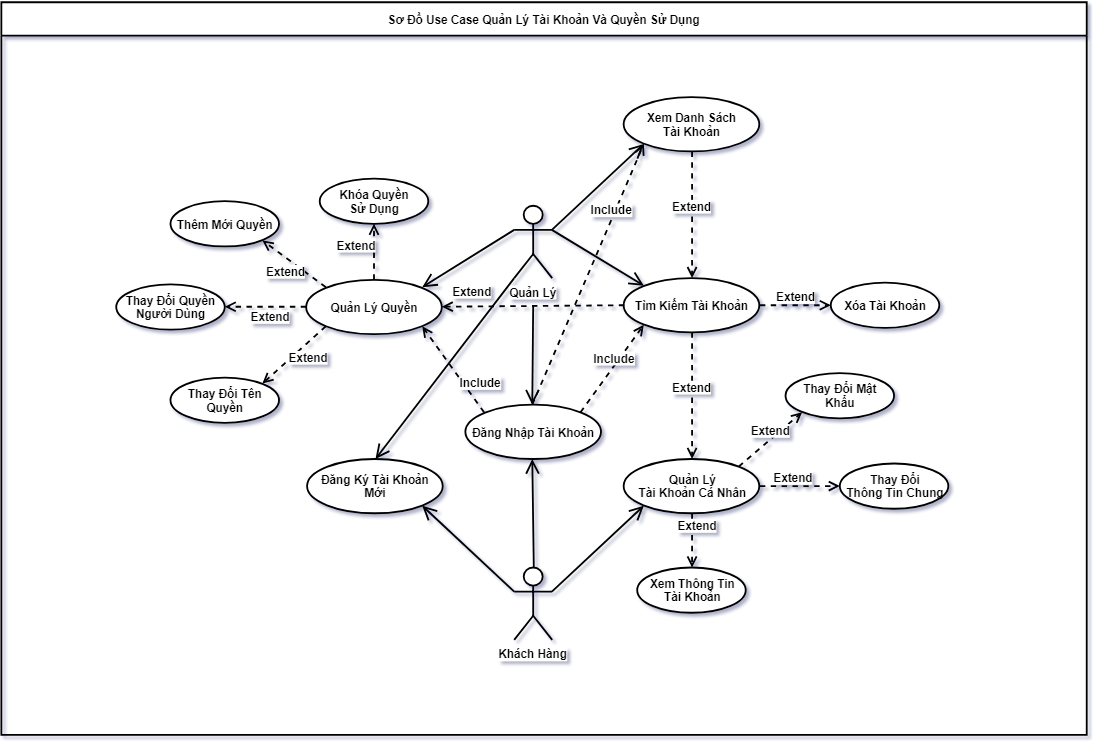 Sơ Đồ Use Case Quản Lý Tài Khoản Và Quyền Sử Dụng
Xem Danh Sách
Tài Khoản
Khóa Quyền
Sử Dụng
Thêm Mới Quyền
Include
Extend
Extend
Extend
Quản Lý
Extend
Extend
Thay Đổi Quyền
Người Dùng
Extend
Quản Lý Quyền
Tìm Kiếm Tài Khoản
Xóa Tài Khoản
Extend
Include
Include
Extend
Thay Đổi Tên
Quyền
Thay Đổi Mật
Khẩu
Đăng Nhập Tài Khoản
Extend
Đăng Ký Tài Khoản
Mới
Quản Lý
Tài Khoản Cá Nhân
Extend
Thay Đổi
Thông Tin Chung
Extend
Xem Thông Tin
Tài Khoản
Khách Hàng